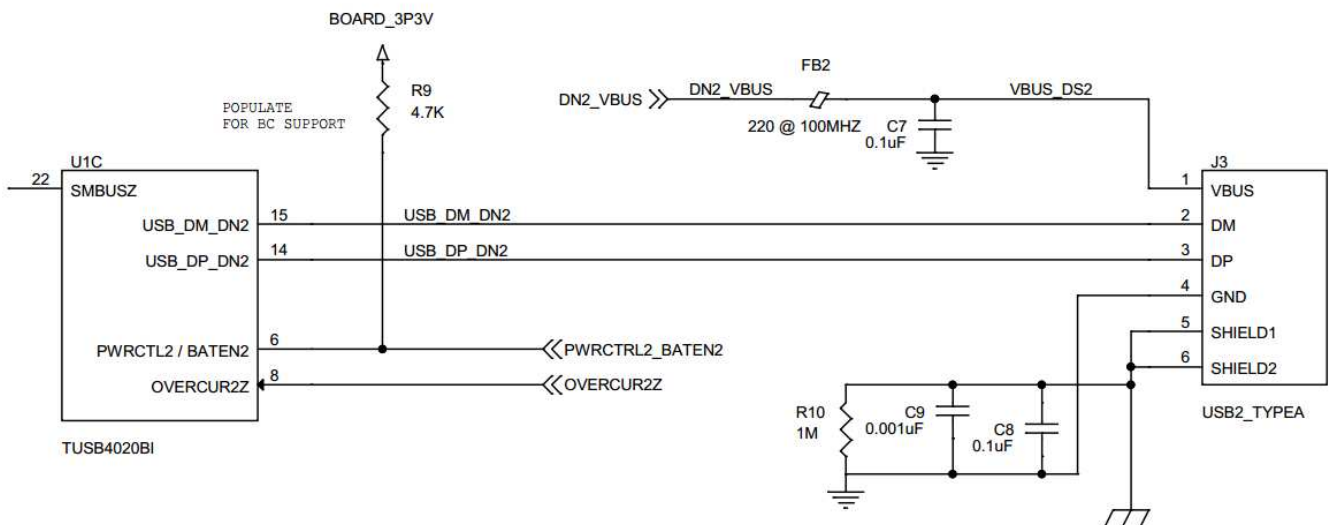 BOARD_3P3V
R9
4.7K
POPULATE
FOR BC SUPPORT
FB2
DN2_VBUS
DN2_VBUS
VBUS_DS2
220 @ 100MHZ
C7
0.1uF
U1C
22
SMBUSZ
USB_DM_DN2
15
USB_DM_DN2
USB_DP_DN2
14
USB_DP_DN2
PWRCTL2 / BATEN2
6
PWRCTRL2_BATEN2
OVERCUR2Z
8
OVERCUR2Z
TUSB4020BI
J3
1
VBUS
2
DM
3
DP
4
GND
5
SHIELD1
6
SHIELD2
USB2_TYPEA
R10
1M
C9
0.001uF
C8
0.1uF